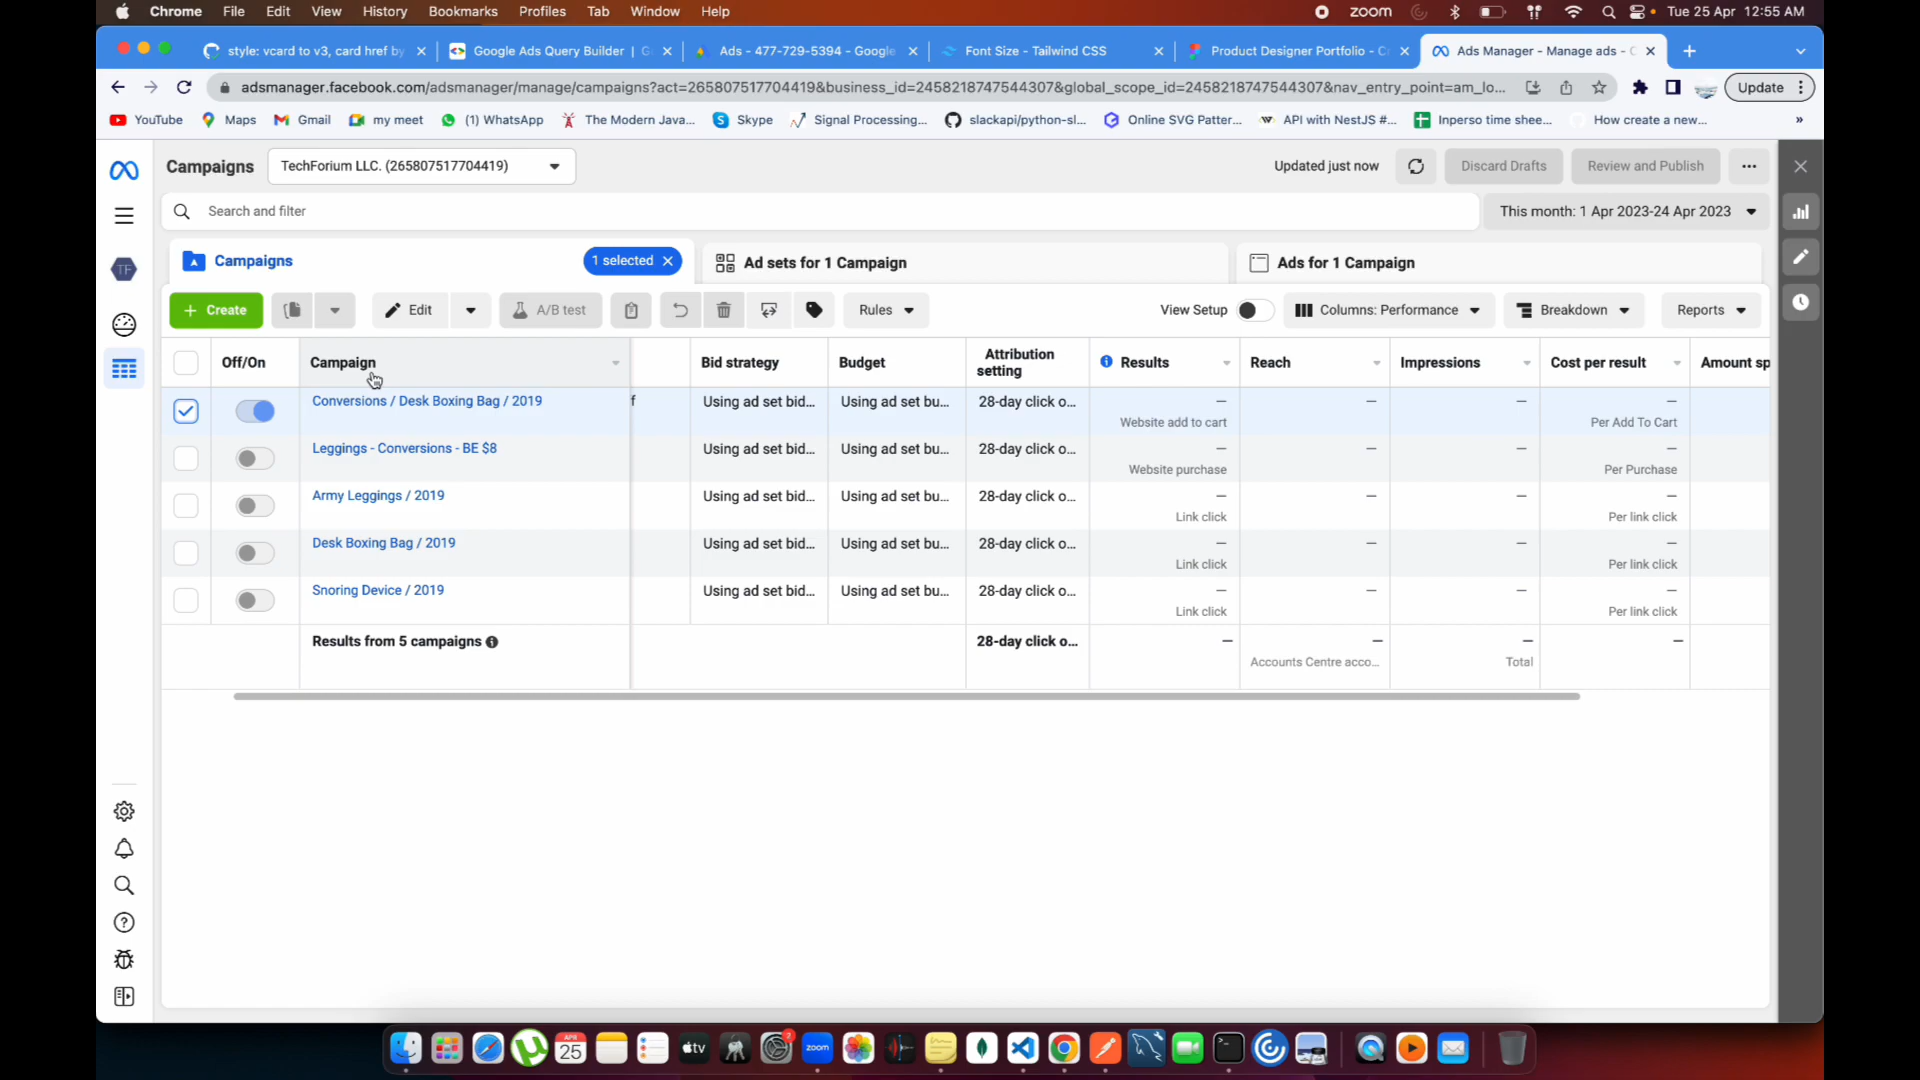 Chrome File Edit View History Bookmarks Profiles Tab Window Help zoom Tue 25 Apr 12:55 AM
style: vcard to v3, card href by Google Ads Query Builder | G Ads - 477-729-5394 - Google Font Size - Tailwind CSS Product Designer Portfolio - Cr Ads Manager - Manage ads - C
adsmanager.facebook.com/adsmanager/manage/campaigns?act=265807517704419&business_id=2458218747544307&global_scope_id=2458218747544307&nav_entry_point=am_lo... Update
YouTube Maps Gmail my meet (1) WhatsApp The Modern Java... Skype Signal Processing... slackapi/python-sl... Online SVG Patter... API with NestJS #... Inperso time shee... How create a new... »
Campaigns TechForium LLC. (265807517704419) Updated just now Discard Drafts Review and Publish ...
Search and filter This month: 1 Apr 2023-24 Apr 2023
Campaigns 1 selected Ad sets for 1 Campaign Ads for 1 Campaign
TF
+ Create Edit A/B test Rules View Setup Columns: Performance Breakdown Reports
Off/On Campaign Bid strategy Budget Attribution setting Results Reach Impressions Cost per result Amount sp
Conversions / Desk Boxing Bag / 2019 f Using ad set bid... Using ad set bu... 28-day click o... — — — —
Website add to cart Per Add To Cart
Leggings - Conversions - BE $8 Using ad set bid... Using ad set bu... 28-day click o... — — — —
Website purchase Per Purchase
Army Leggings / 2019 Using ad set bid... Using ad set bu... 28-day click o... — — — —
Link click Per link click
Desk Boxing Bag / 2019 Using ad set bid... Using ad set bu... 28-day click o... — — — —
Link click Per link click
Snoring Device / 2019 Using ad set bid... Using ad set bu... 28-day click o... — — — —
Link click Per link click
Results from 5 campaigns 28-day click o... — — — —
Accounts Centre acco... Total
APR 25 tv 2 zoom